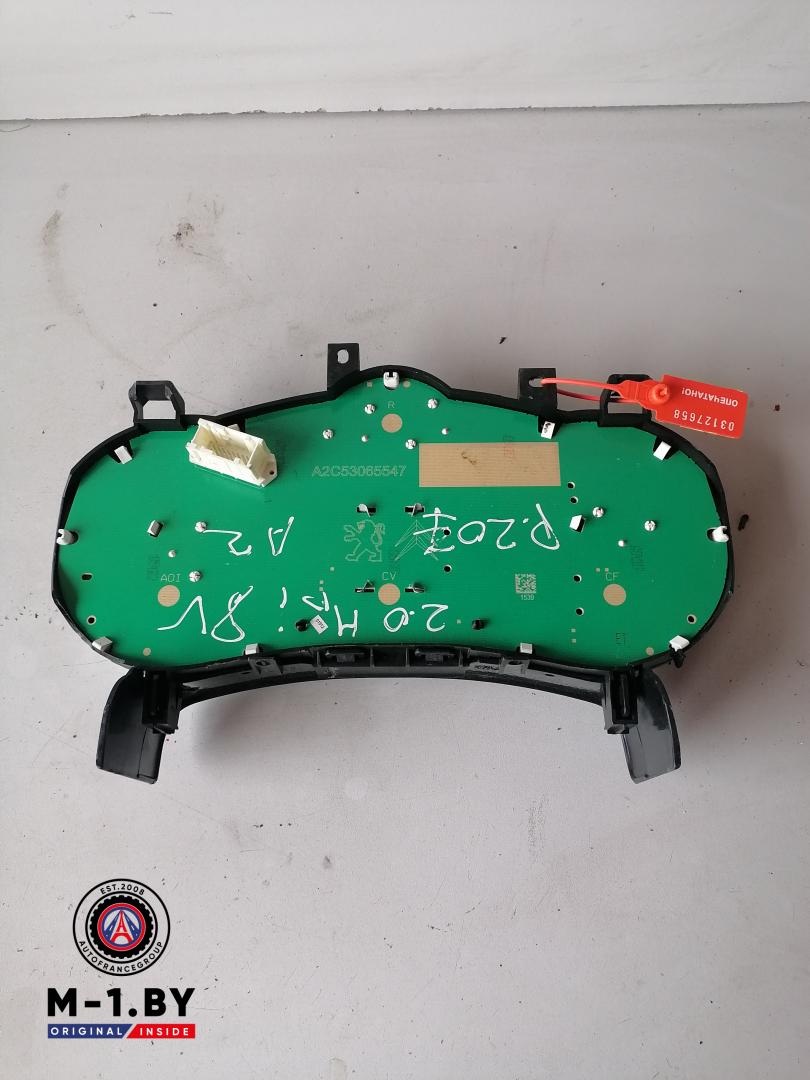 ОПЕЧАТАНО!
03127658
R
A2C53065547
P.207
A2
AOI
CV
CF
1539
2.0 HDi 8V
EST.2008
AUTOFRANCEGROUP
M-1.BY
ORIGINAL INSIDE